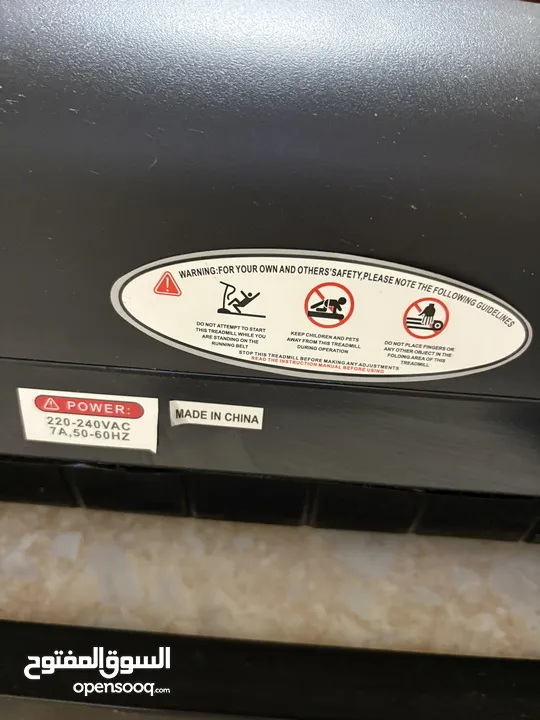 WARNING:FOR YOUR OWN AND OTHERS'SAFETY,PLEASE NOTE THE FOLLOWING GUIDELINES
DO NOT ATTEMPT TO START
THIS TREADMILL WHILE YOU
ARE STANDING ON THE
RUNNING BELT
KEEP CHILDREN AND PETS
AWAY FROM THIS TREADMILL
DURING OPERATION
DO NOT PLACE FINGERS OR
ANY OTHER OBJECT IN THE
FOLDING AREA OF THIS
TREADMILL
STOP THIS TREADMILL BEFORE MAKING ANY ADJUSTMENTS
READ THE INSTRUCTION MANUAL BEFORE USING
POWER:
220-240VAC
7A,50-60HZ
MADE IN CHINA
السوق المفتوح
opensooq.com